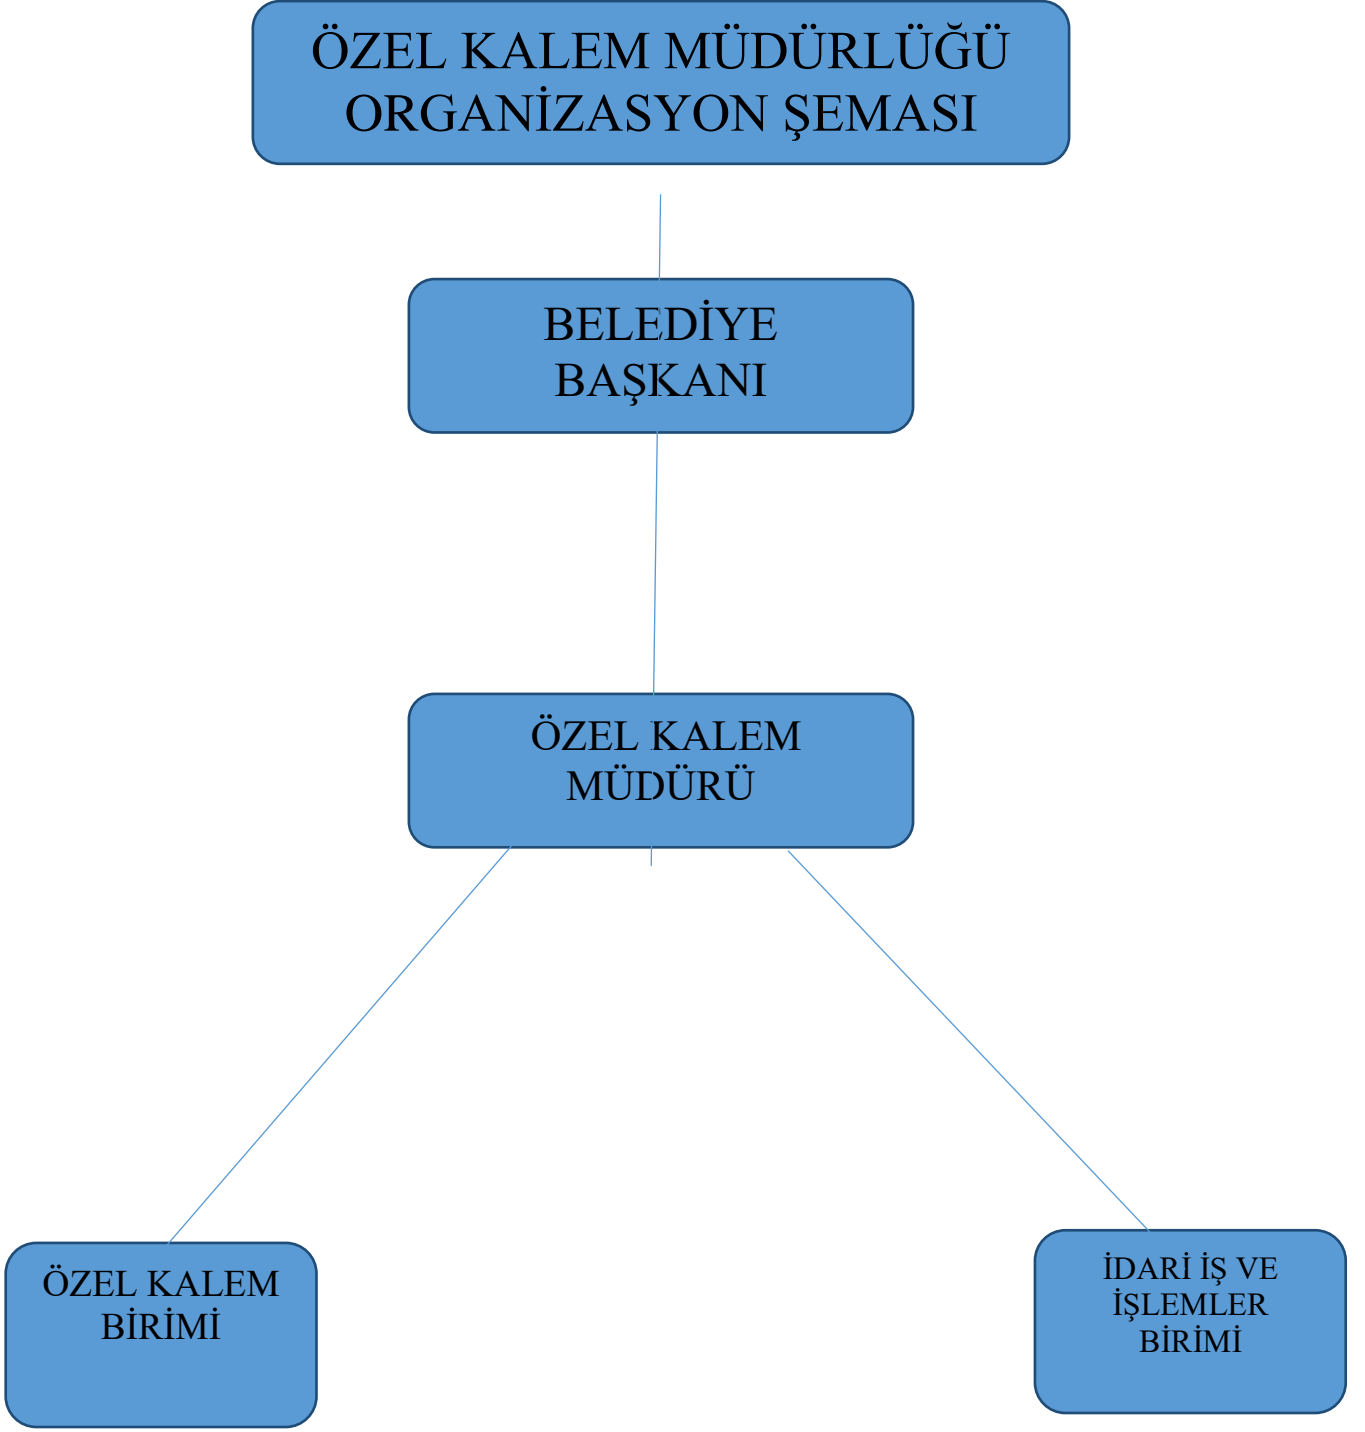 ÖZEL KALEM MÜDÜRLÜĞÜ
ORGANİZASYON ŞEMASI
BELEDİYE
BAŞKANI
ÖZEL KALEM
MÜDÜRÜ
ÖZEL KALEM
BİRİMİ
İDARİ İŞ VE
İŞLEMLER
BİRİMİ